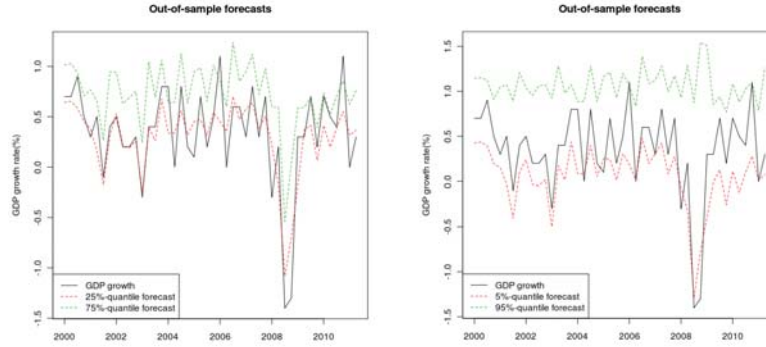 Out-of-sample forecasts
GDP growth rate(%)
1.0
0.5
0.0
-0.5
-1.0
-1.5
GDP growth
25%-quantile forecast
75%-quantile forecast
2000 2002 2004 2006 2008 2010
Out-of-sample forecasts
GDP growth rate(%)
1.5
1.0
0.5
0.0
-0.5
-1.0
-1.5
GDP growth
5%-quantile forecast
95%-quantile forecast
2000 2002 2004 2006 2008 2010